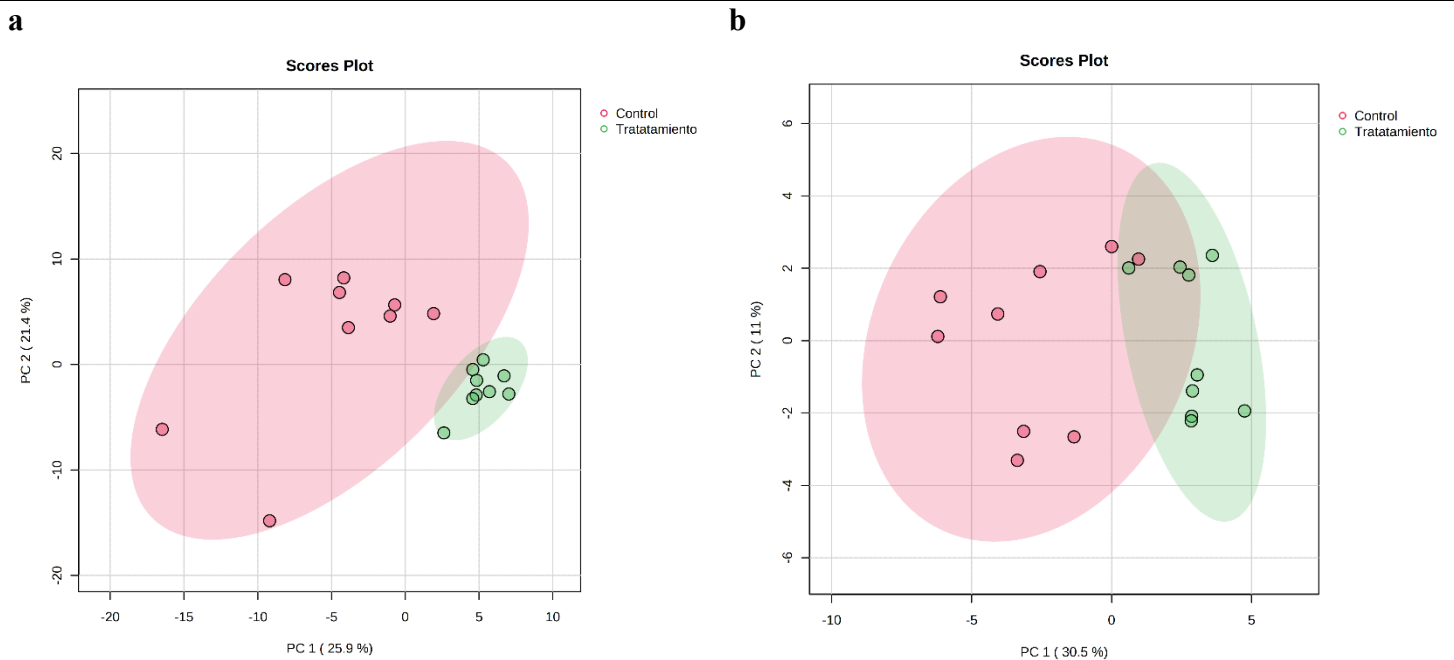 a
Scores Plot
Control
Tratatamiento
20
10
0
-10
-20
PC 2 ( 21.4 %)
-20
-15
-10
-5
0
5
10
PC 1 ( 25.9 %)
b
Scores Plot
Control
Tratatamiento
6
4
2
0
-2
-4
-6
PC 2 ( 11 %)
-10
-5
0
5
PC 1 ( 30.5 %)